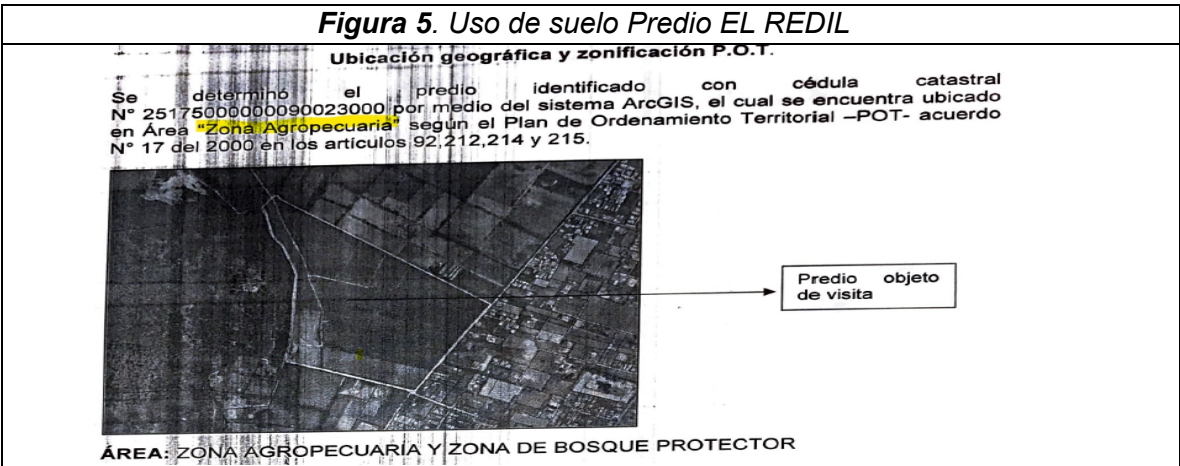 Figura 5. Uso de suelo Predio EL REDIL
Ubicación geográfica y zonificación P.O.T.
Se determinó el predio identificado con cédula catastral
N° 25175000000090023000 por medio del sistema ArcGIS, el cual se encuentra ubicado
en Área "Zona Agropecuaria" según el Plan de Ordenamiento Territorial –POT- acuerdo
N° 17 del 2000 en los artículos 92,212,214 y 215.
Predio objeto
de visita
ÁREA: ZONA AGROPECUARIA Y ZONA DE BOSQUE PROTECTOR